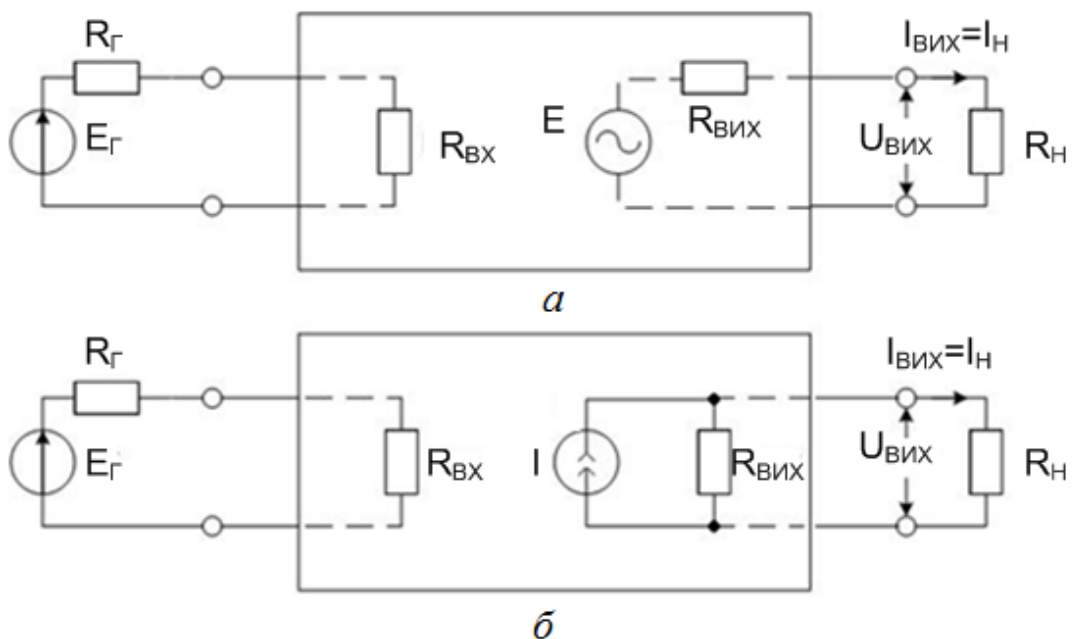 R_Г
E_Г
R_ВХ
E
R_ВИХ
I_ВИХ=I_Н
U_ВИХ
R_Н
а
R_Г
E_Г
R_ВХ
I
R_ВИХ
I_ВИХ=I_Н
U_ВИХ
R_Н
б